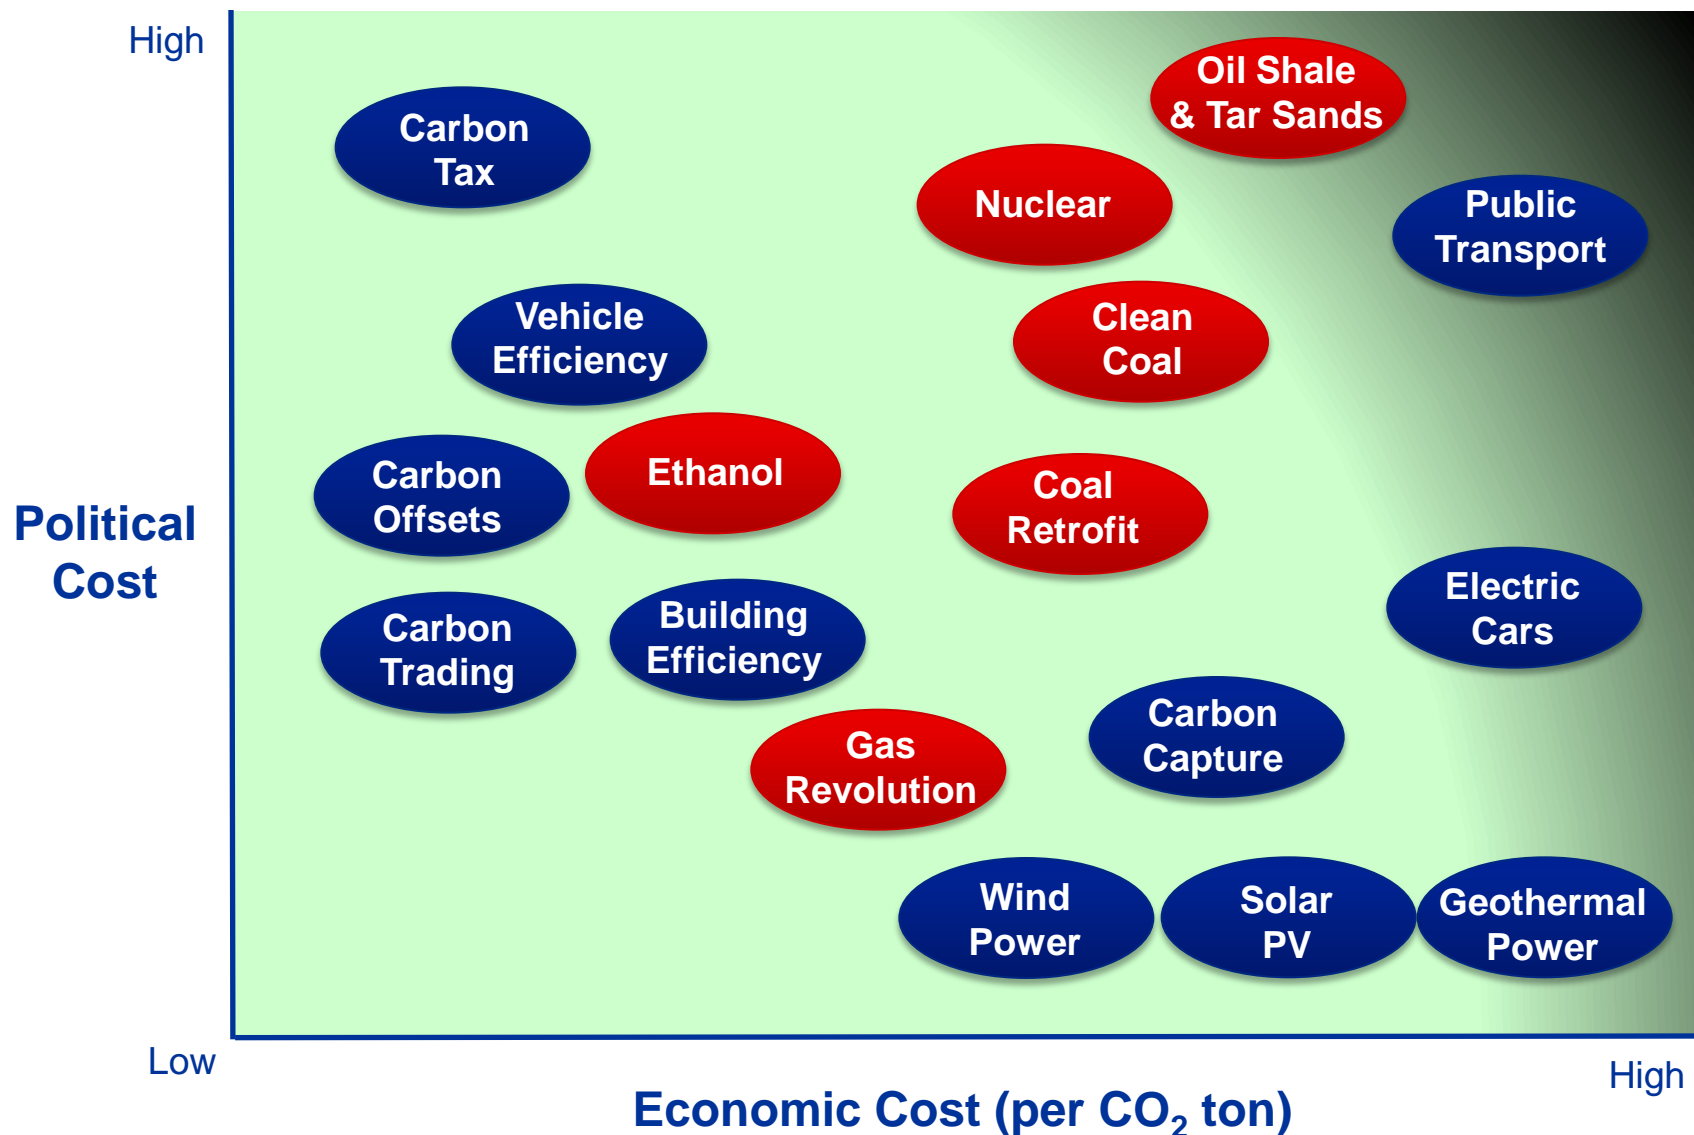 High
Oil Shale
& Tar Sands
Carbon
Tax
Nuclear
Public
Transport
Vehicle
Efficiency
Clean
Coal
Carbon
Offsets
Ethanol
Coal
Retrofit
Political
Cost
Electric
Cars
Carbon
Trading
Building
Efficiency
Carbon
Capture
Gas
Revolution
Wind
Power
Solar
PV
Geothermal
Power
Low
High
Economic Cost (per CO₂ ton)